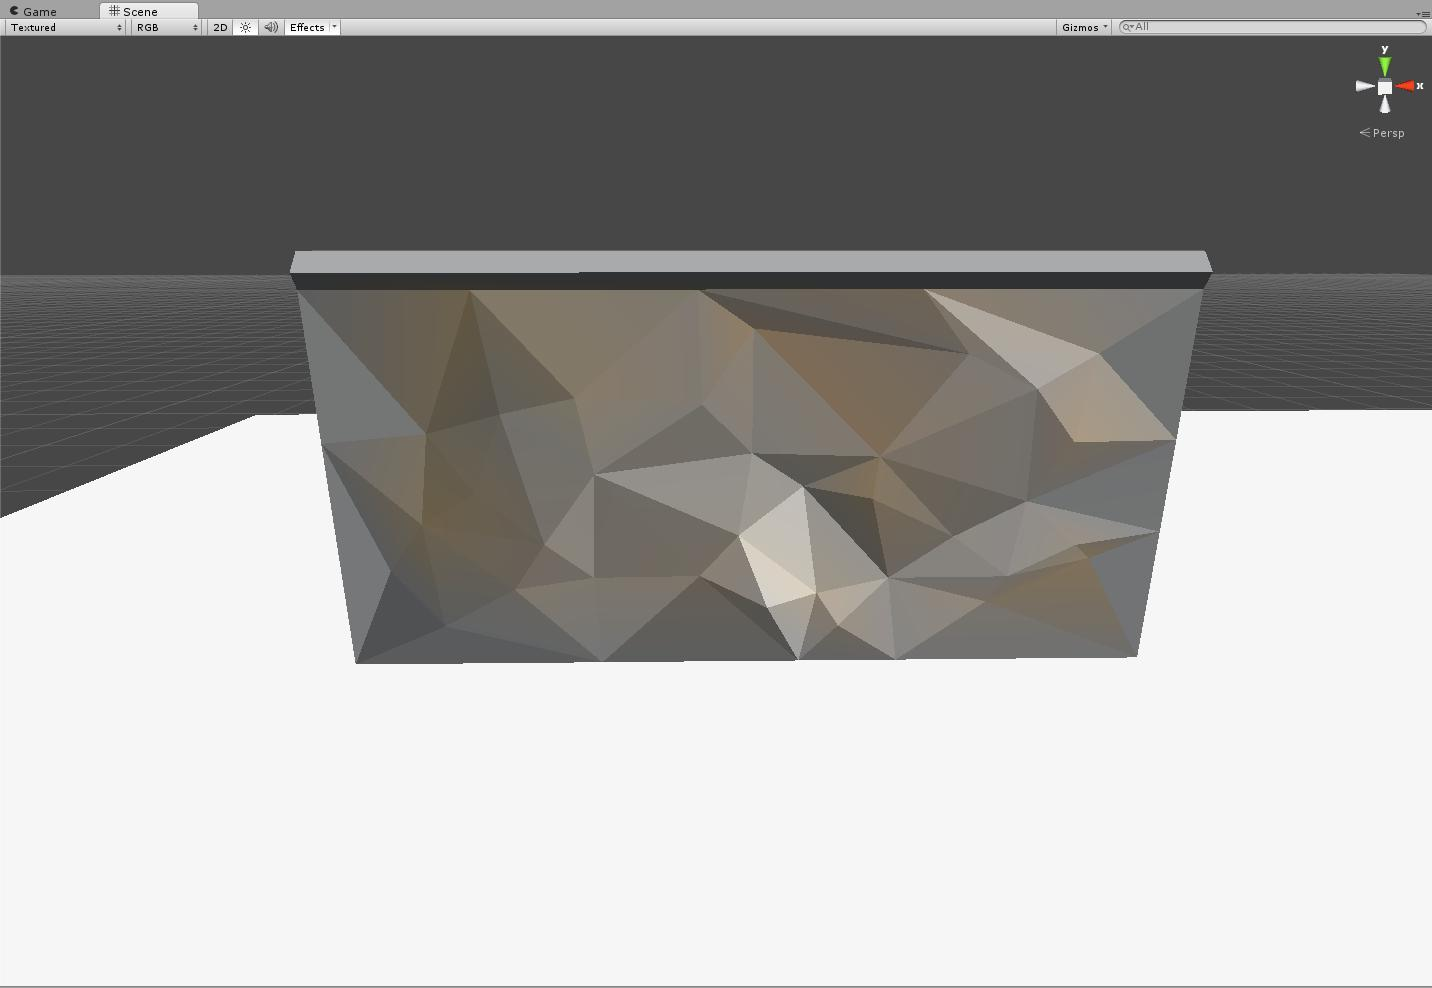 Game
Scene
Textured
RGB
2D
Effects
Gizmos
All
y
x
Persp